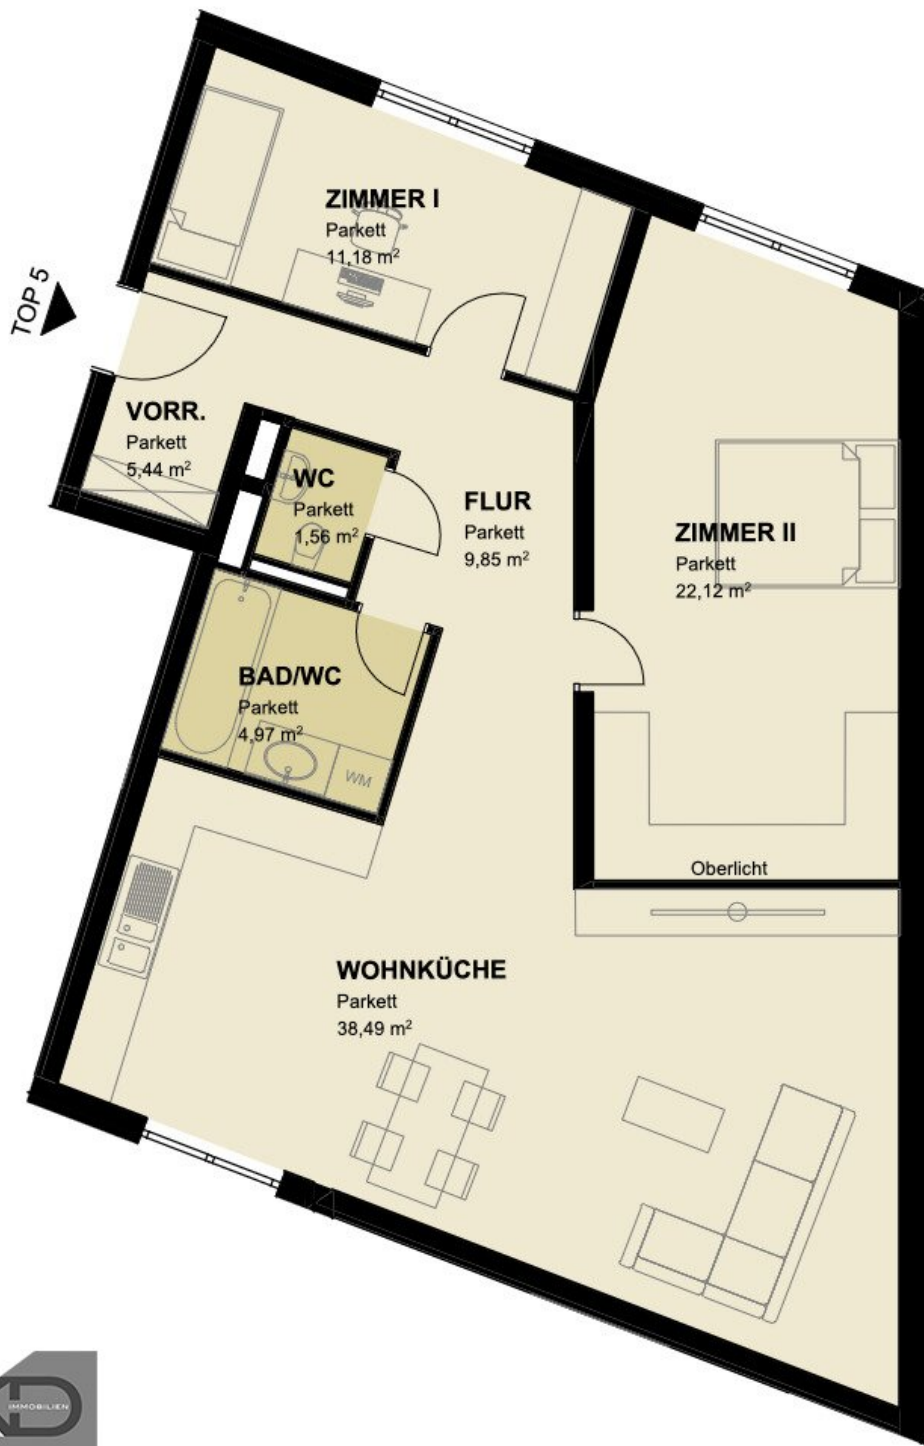 ZIMMER I
Parkett
11,18 m²
TOP 5
VORR.
Parkett
5,44 m²
WC
Parkett
1,56 m²
FLUR
Parkett
9,85 m²
ZIMMER II
Parkett
22,12 m²
BAD/WC
Parkett
4,97 m²
WM
Oberlicht
WOHNKÜCHE
Parkett
38,49 m²
D
IMMOBILIEN